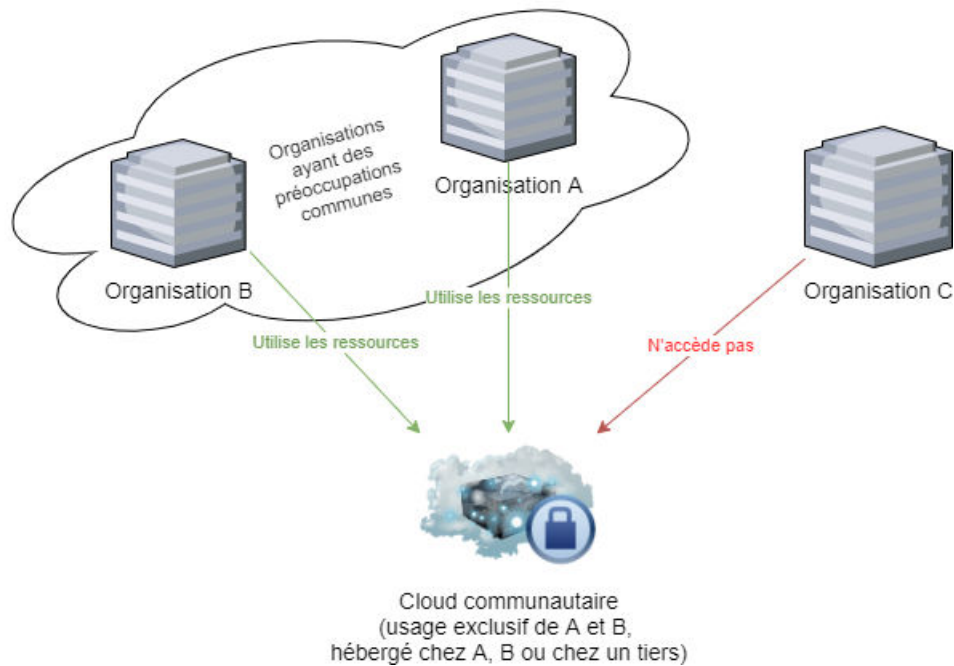 Organisations
ayant des
préoccupations
communes
Organisation A
Organisation B
Organisation C
Utilise les ressources
Utilise les ressources
N'accède pas
Cloud communautaire
(usage exclusif de A et B,
hébergé chez A, B ou chez un tiers)